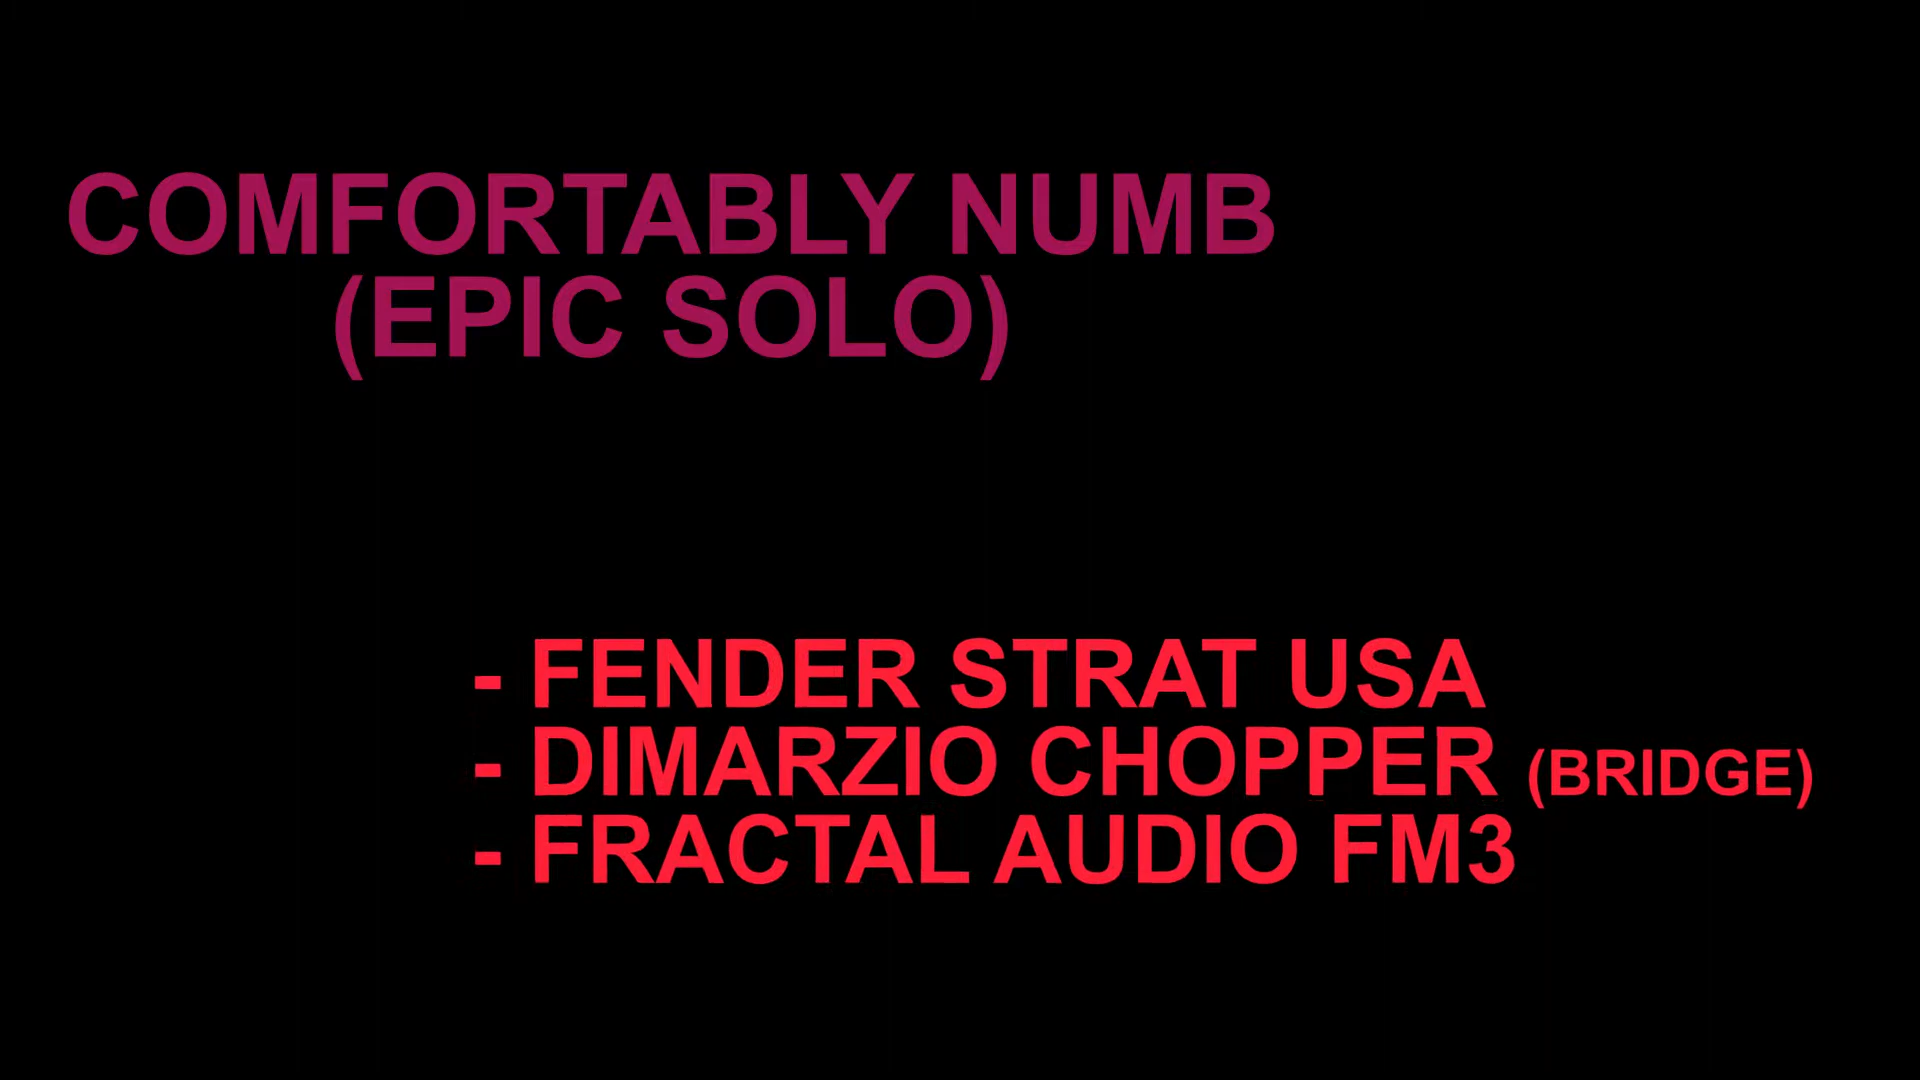 COMFORTABLY NUMB
(EPIC SOLO)
- FENDER STRAT USA
- DIMARZIO CHOPPER (BRIDGE)
- FRACTAL AUDIO FM3